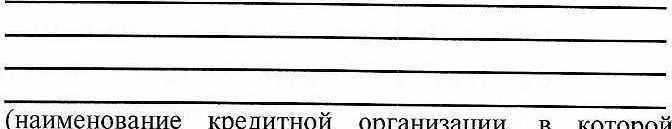 (наименование кредитной организации, в которой